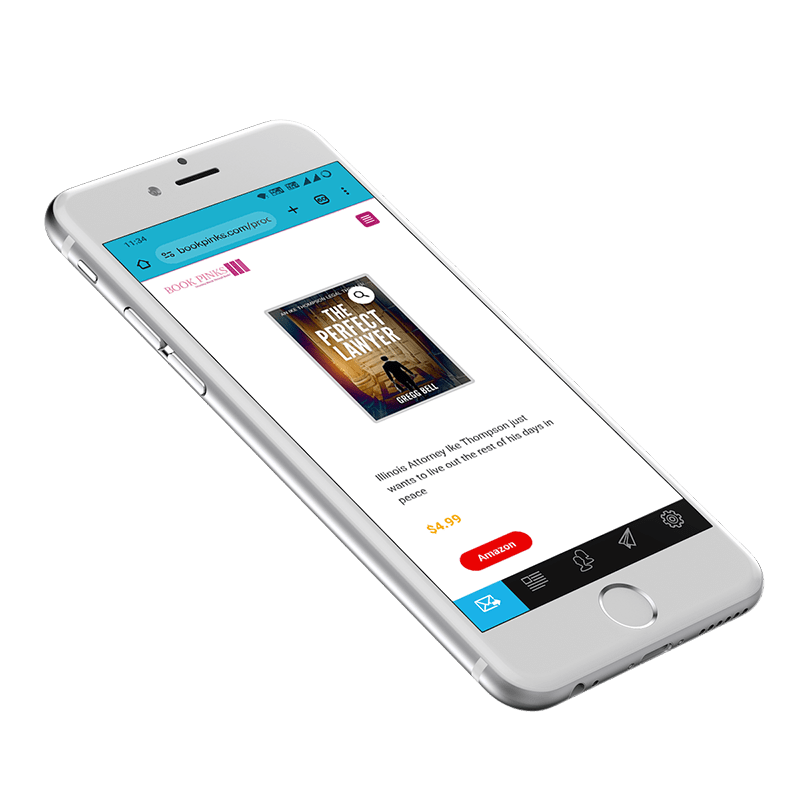 11:34
bookpinks.com/proc
BOOK PINKS
AN IKE THOMPSON LEGAL
THE
PERFECT
LAWYER
GREGG BELL
Illinois Attorney Ike Thompson just
wants to live out the rest of his days in
peace
$4.99
Amazon